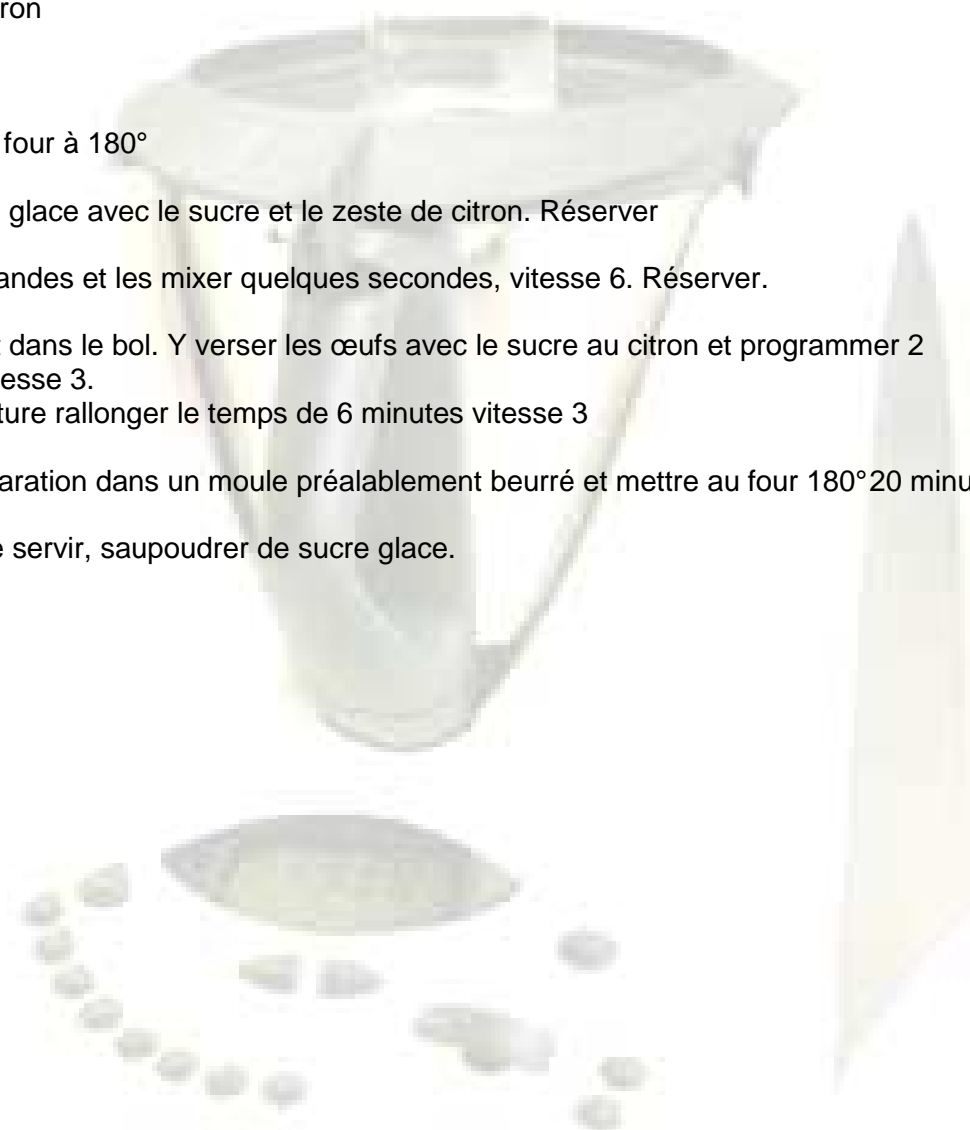 ron
four à 180°
glace avec le sucre et le zeste de citron. Réserver
andes et les mixer quelques secondes, vitesse 6. Réserver.
t dans le bol. Y verser les œufs avec le sucre au citron et programmer 2
esse 3.
ture rallonger le temps de 6 minutes vitesse 3
aration dans un moule préalablement beurré et mettre au four 180°20 minu
e servir, saupoudrer de sucre glace.